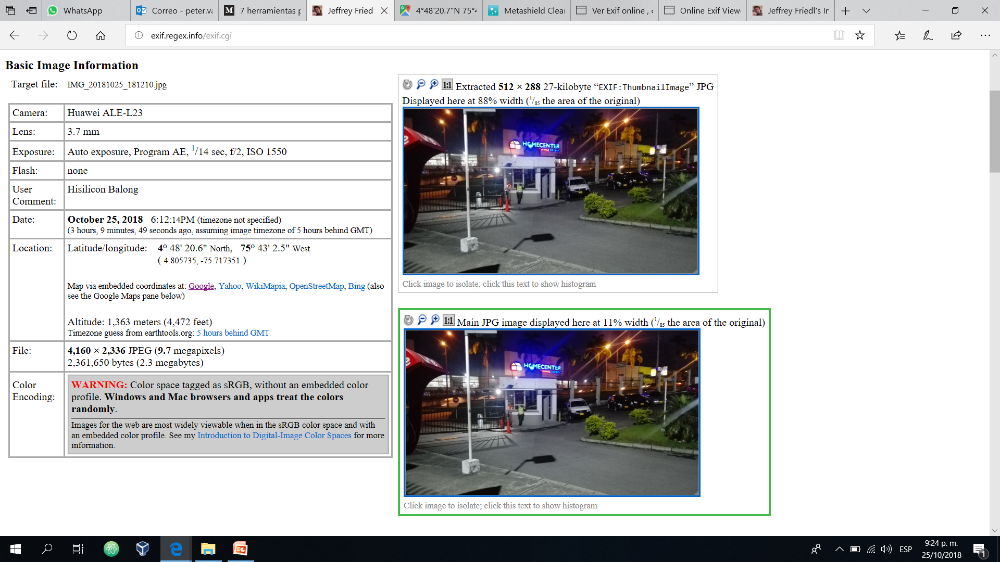 WhatsApp
Correo - peter.va
7 herramientas p
Jeffrey Fried
4°48'20.7"N 75°4
Metashield Clea
Ver Exif online , 
Online Exif View
Jeffrey Friedl's In
exif.regex.info/exif.cgi
Basic Image Information
Target file: IMG_20181025_181210.jpg
Camera: Huawei ALE-L23
Lens: 3.7 mm
Exposure: Auto exposure, Program AE, 1/14 sec, f/2, ISO 1550
Flash: none
User Comment: Hisilicon Balong
Date: October 25, 2018 6:12:14PM (timezone not specified)
(3 hours, 9 minutes, 49 seconds ago, assuming image timezone of 5 hours behind GMT)
Location: Latitude/longitude: 4° 48' 20.6" North, 75° 43' 2.5" West
( 4.805735, -75.717351 )
Map via embedded coordinates at: Google, Yahoo, WikiMapia, OpenStreetMap, Bing (also
see the Google Maps pane below)
Altitude: 1,363 meters (4,472 feet)
Timezone guess from earthtools.org: 5 hours behind GMT
File: 4,160 × 2,336 JPEG (9.7 megapixels)
2,361,650 bytes (2.3 megabytes)
Color Encoding:
WARNING: Color space tagged as sRGB, without an embedded color
profile. Windows and Mac browsers and apps treat the colors
randomly.
Images for the web are most widely viewable when in the sRGB color space and with
an embedded color profile. See my Introduction to Digital-Image Color Spaces for more
information.
1:1 Extracted 512 × 288 27-kilobyte “EXIF:ThumbnailImage” JPG
Displayed here at 88% width (1/85 the area of the original)
HOMECENTER
Click image to isolate; click this text to show histogram
1:1 Main JPG image displayed here at 11% width (1/85 the area of the original)
HOMECENTER
Click image to isolate; click this text to show histogram
ESP
9:24 p. m.
25/10/2018
1